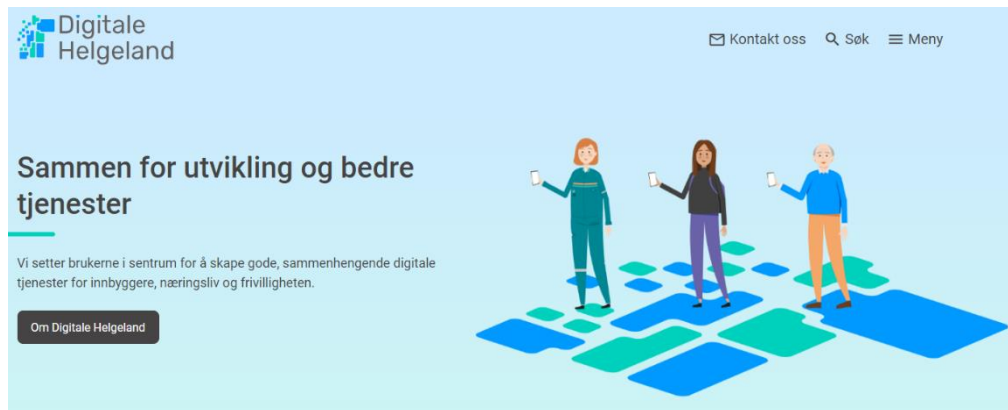 Digitale
Helgeland
Kontakt oss
Søk
Meny
Sammen for utvikling og bedre
tjenester
Vi setter brukerne i sentrum for å skape gode, sammenhengende digitale
tjenester for innbyggere, næringsliv og frivilligheten.
Om Digitale Helgeland